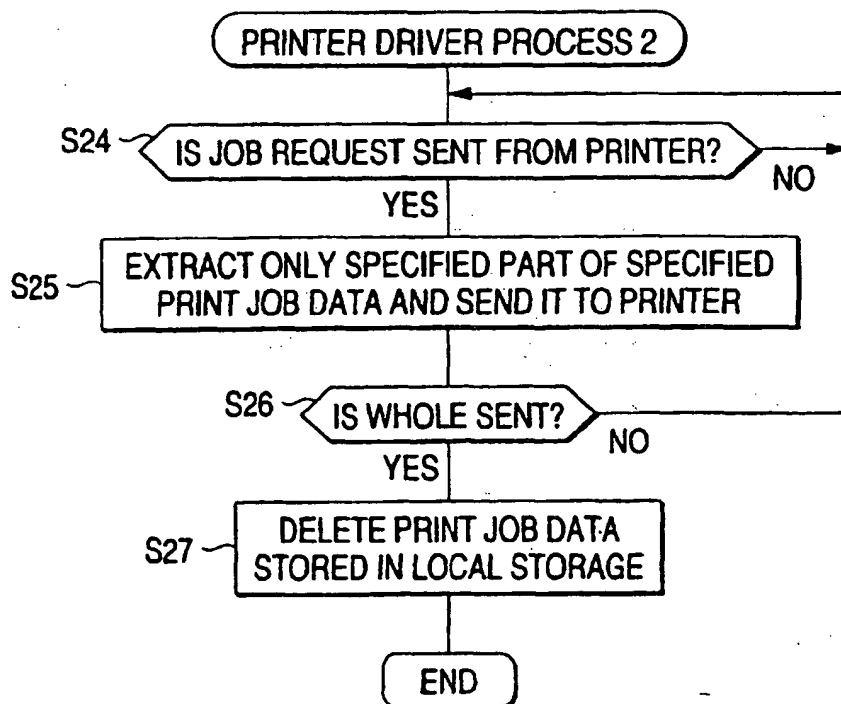 PRINTER DRIVER PROCESS 2
S24
IS JOB REQUEST SENT FROM PRINTER?
NO
YES
S25
EXTRACT ONLY SPECIFIED PART OF SPECIFIED
PRINT JOB DATA AND SEND IT TO PRINTER
S26
IS WHOLE SENT?
NO
YES
S27
DELETE PRINT JOB DATA
STORED IN LOCAL STORAGE
END